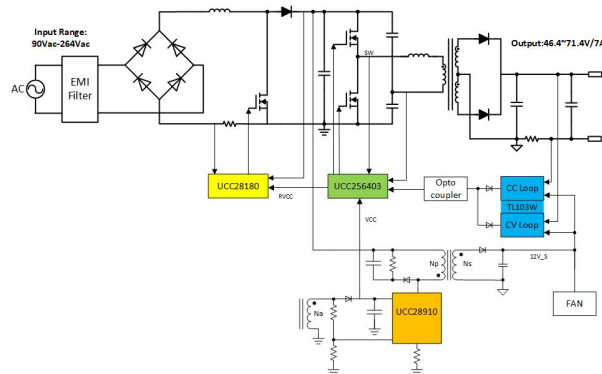 Input Range:
90Vac-264Vac
AC
EMI
Filter
SW
Output:46.4~71.4V/7A
UCC28180
RVCC
UCC256403
Opto
coupler
CC Loop
TL103W
CV Loop
VCC
Np
Ns
12V_S
Na
UCC28910
FAN